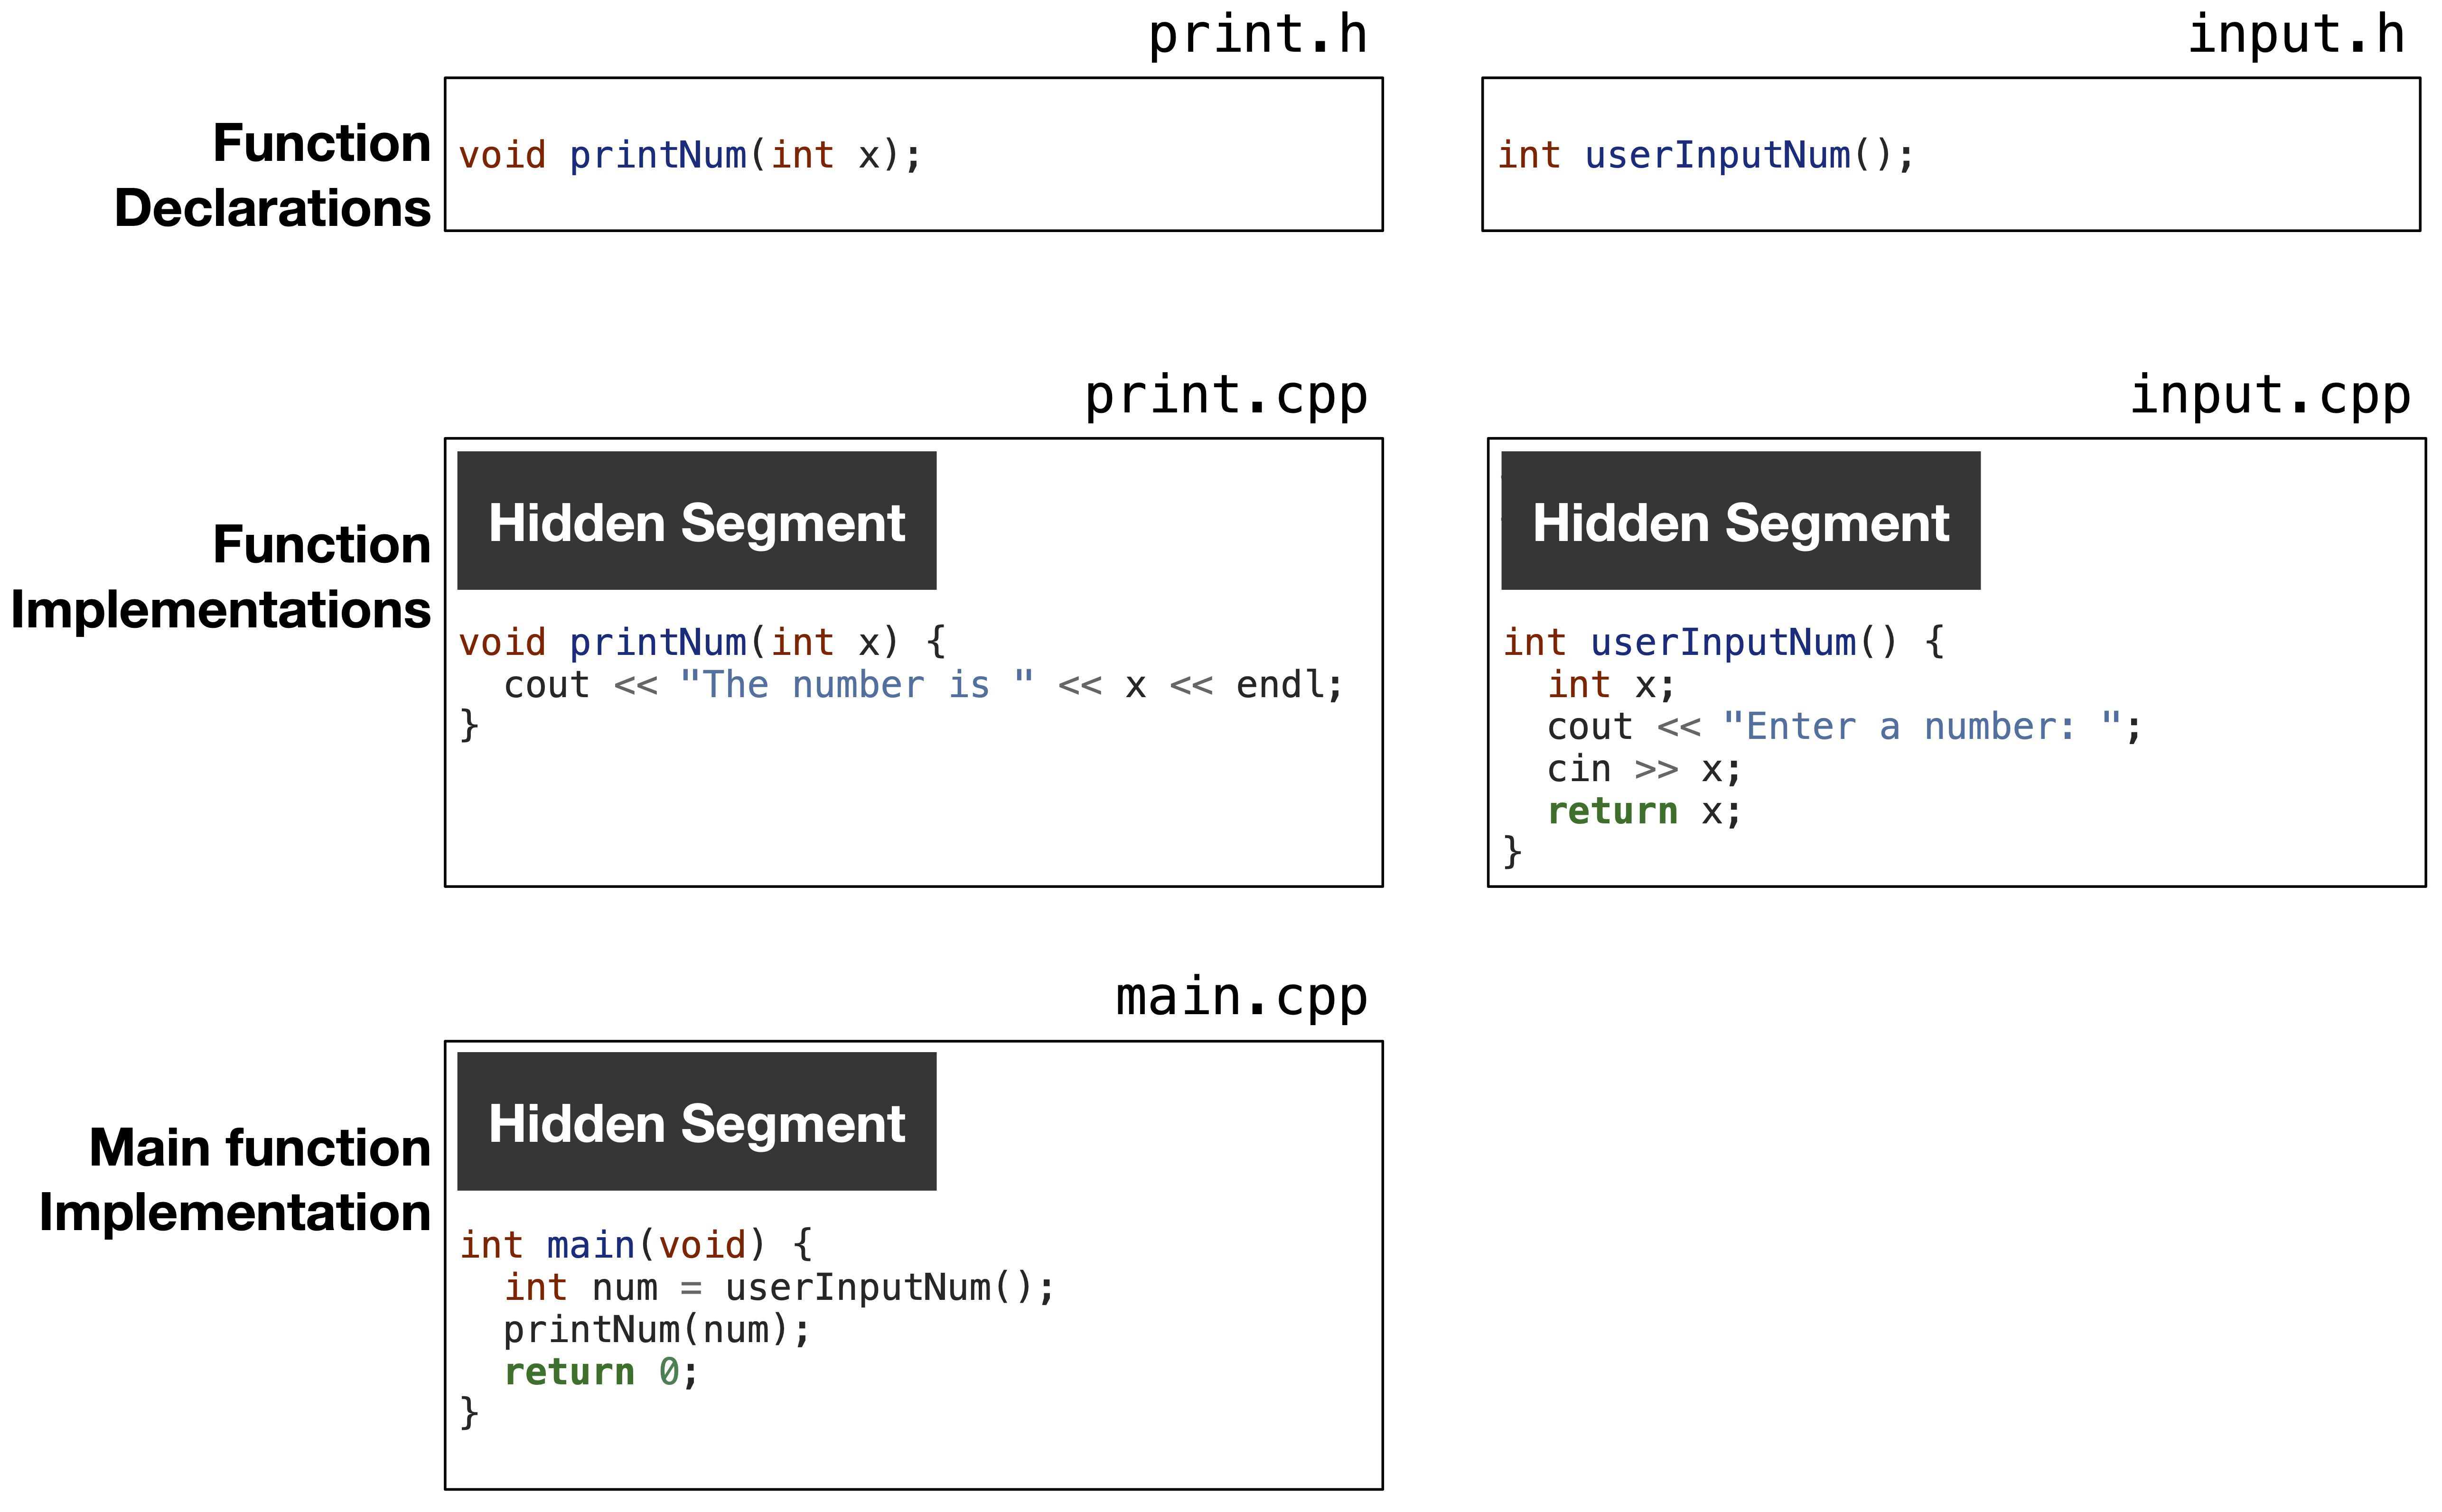 print.h
input.h
Function
Declarations
void printNum(int x);
int userInputNum();
print.cpp
input.cpp
Function
Implementations
Hidden Segment
void printNum(int x) {
  cout << "The number is " << x << endl;
}
Hidden Segment
int userInputNum() {
  int x;
  cout << "Enter a number: ";
  cin >> x;
  return x;
}
main.cpp
Main function
Implementation
Hidden Segment
int main(void) {
  int num = userInputNum();
  printNum(num);
  return 0;
}